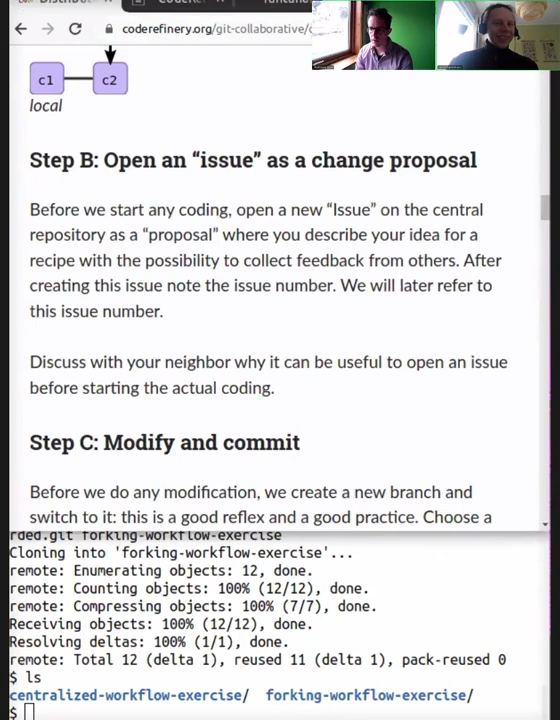 coderefinery.org/git-collaborative/
c1
c2
local
Step B: Open an “issue” as a change proposal
Before we start any coding, open a new “Issue” on the central
repository as a “proposal” where you describe your idea for a
recipe with the possibility to collect feedback from others. After
creating this issue note the issue number. We will later refer to
this issue number.
Discuss with your neighbor why it can be useful to open an issue
before starting the actual coding.
Step C: Modify and commit
Before we do any modification, we create a new branch and
switch to it: this is a good reflex and a good practice. Choose a
rded.git forking-workflow-exercise
Cloning into 'forking-workflow-exercise'...
remote: Enumerating objects: 12, done.
remote: Counting objects: 100% (12/12), done.
remote: Compressing objects: 100% (7/7), done.
Receiving objects: 100% (12/12), done.
Resolving deltas: 100% (1/1), done.
remote: Total 12 (delta 1), reused 11 (delta 1), pack-reused 0
$ ls
centralized-workflow-exercise/ forking-workflow-exercise/
$